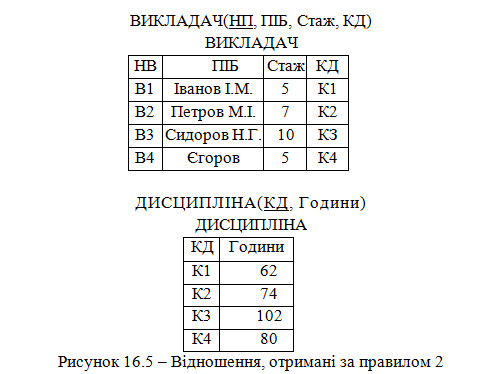 ВИКЛАДАЧ(НП, ПІБ, Стаж, КД)
ВИКЛАДАЧ
НВ ПІБ Стаж КД
В1 Іванов І.М. 5 К1
В2 Петров М.І. 7 К2
В3 Сидоров Н.Г. 10 К3
В4 Єгоров 5 К4
ДИСЦИПЛІНА(КД, Години)
ДИСЦИПЛІНА
КД Години
К1 62
К2 74
К3 102
К4 80
Рисунок 16.5 – Відношення, отримані за правилом 2